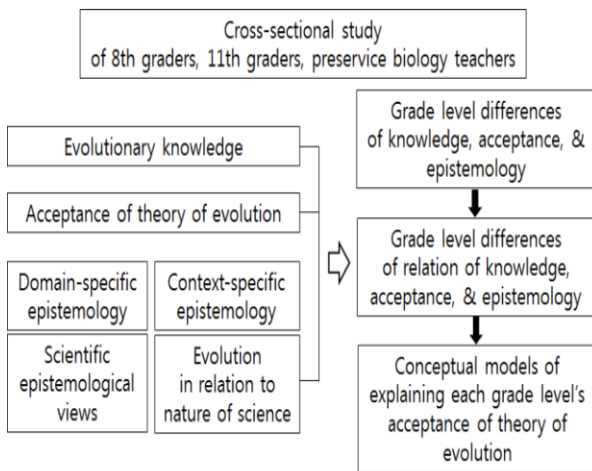 Cross-sectional study
of 8th graders, 11th graders, preservice biology teachers
Evolutionary knowledge
Acceptance of theory of evolution
Domain-specific
epistemology
Context-specific
epistemology
Scientific
epistemological
views
Evolution
in relation to
nature of science
Grade level differences
of knowledge, acceptance, &
epistemology
Grade level differences
of relation of knowledge,
acceptance, & epistemology
Conceptual models of
explaining each grade level's
acceptance of theory of
evolution